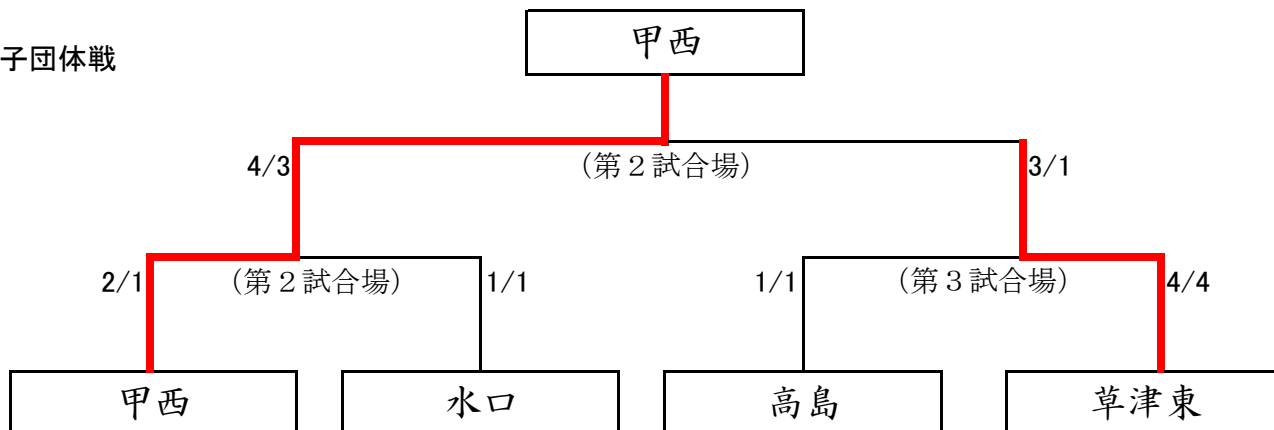 甲西
子団体戦
4/3
(第２試合場)
3/1
2/1
(第２試合場)
1/1
1/1
(第３試合場)
4/4
甲西
水口
高島
草津東